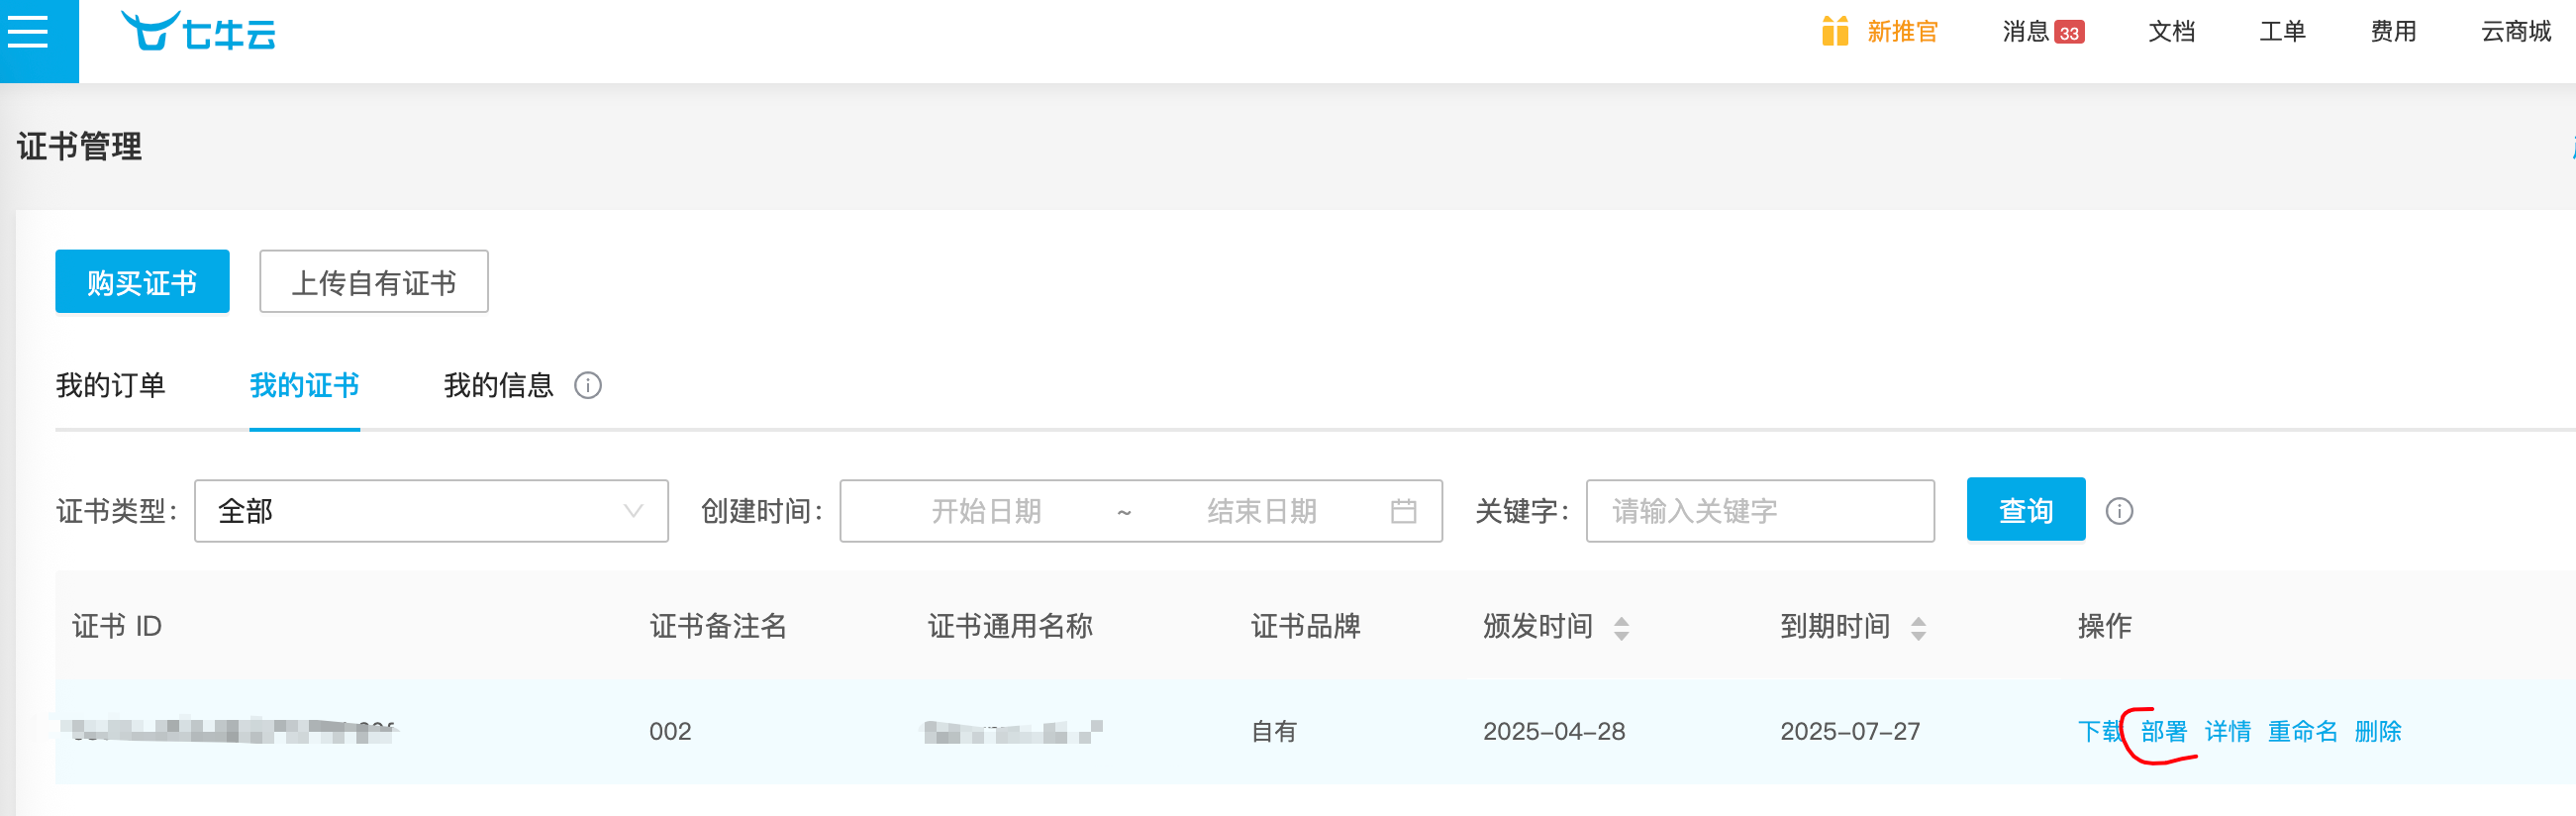 七牛云 新推官 消息 33 文档 工单 费用 云商城
证书管理
购买证书 上传自有证书
我的订单 我的证书 我的信息
证书类型: 全部 创建时间: 开始日期 ~ 结束日期 关键字: 请输入关键字 查询
证书 ID 证书备注名 证书通用名称 证书品牌 颁发时间 到期时间 操作
002 自有 2025-04-28 2025-07-27 下载 部署 详情 重命名 删除